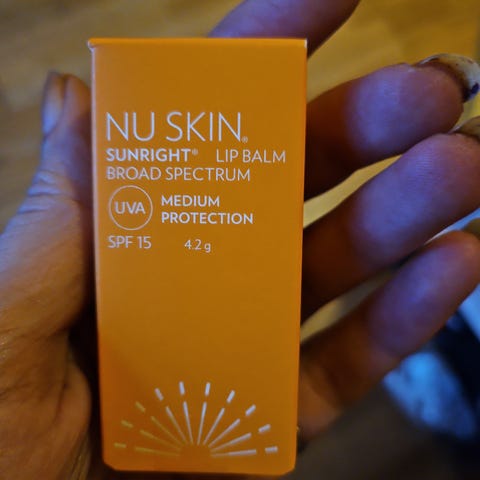 NU SKIN®
SUNRIGHT® LIP BALM
BROAD SPECTRUM
UVA MEDIUM
PROTECTION
SPF 15 4.2 g